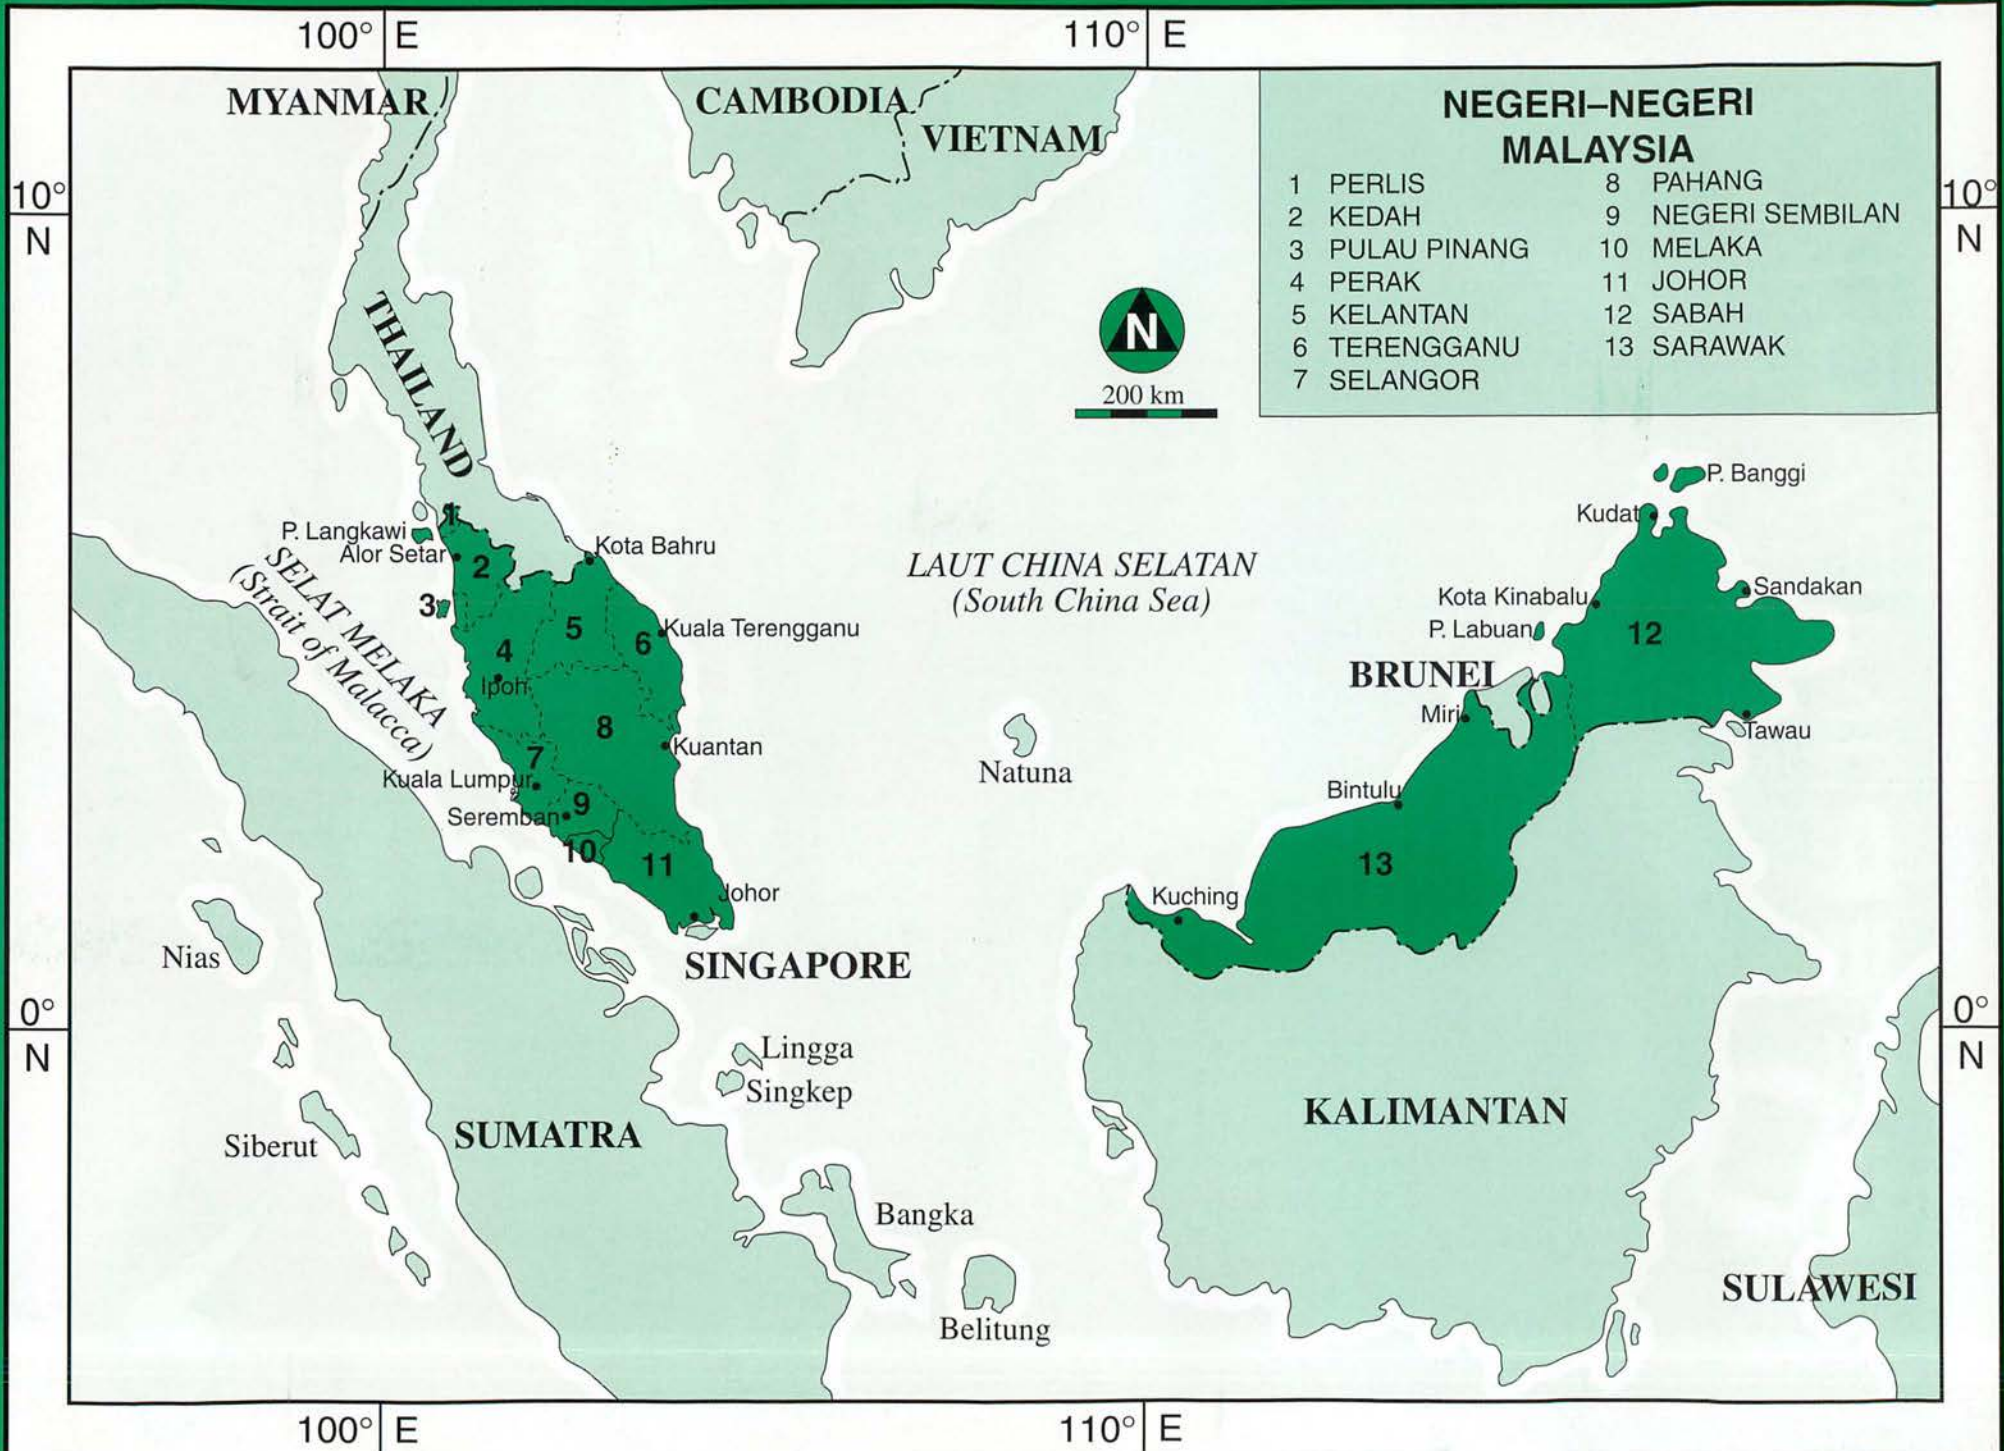 100° E
110° E
MYANMAR
CAMBODIA
VIETNAM
NEGERI–NEGERI
MALAYSIA
1 PERLIS
2 KEDAH
3 PULAU PINANG
4 PERAK
5 KELANTAN
6 TERENGGANU
7 SELANGOR
8 PAHANG
9 NEGERI SEMBILAN
10 MELAKA
11 JOHOR
12 SABAH
13 SARAWAK
10°
N
10°
N
THAILAND
N
200 km
P. Banggi
Kudat
1
P. Langkawi
Alor Setar
2
Kota Bahru
LAUT CHINA SELATAN
(South China Sea)
SELAT MELAKA
(Strait of Malacca)
3
4
5
6
Kuala Terengganu
Ipoh
Kota Kinabalu
Sandakan
P. Labuan
12
BRUNEI
Miri
Tawau
8
7
Kuantan
Natuna
Kuala Lumpur
9
Seremban
10
11
Johor
Bintulu
13
Kuching
Nias
SINGAPORE
0°
N
0°
N
Lingga
Singkep
Siberut
SUMATRA
KALIMANTAN
Bangka
Belitung
SULAWESI
100° E
110° E